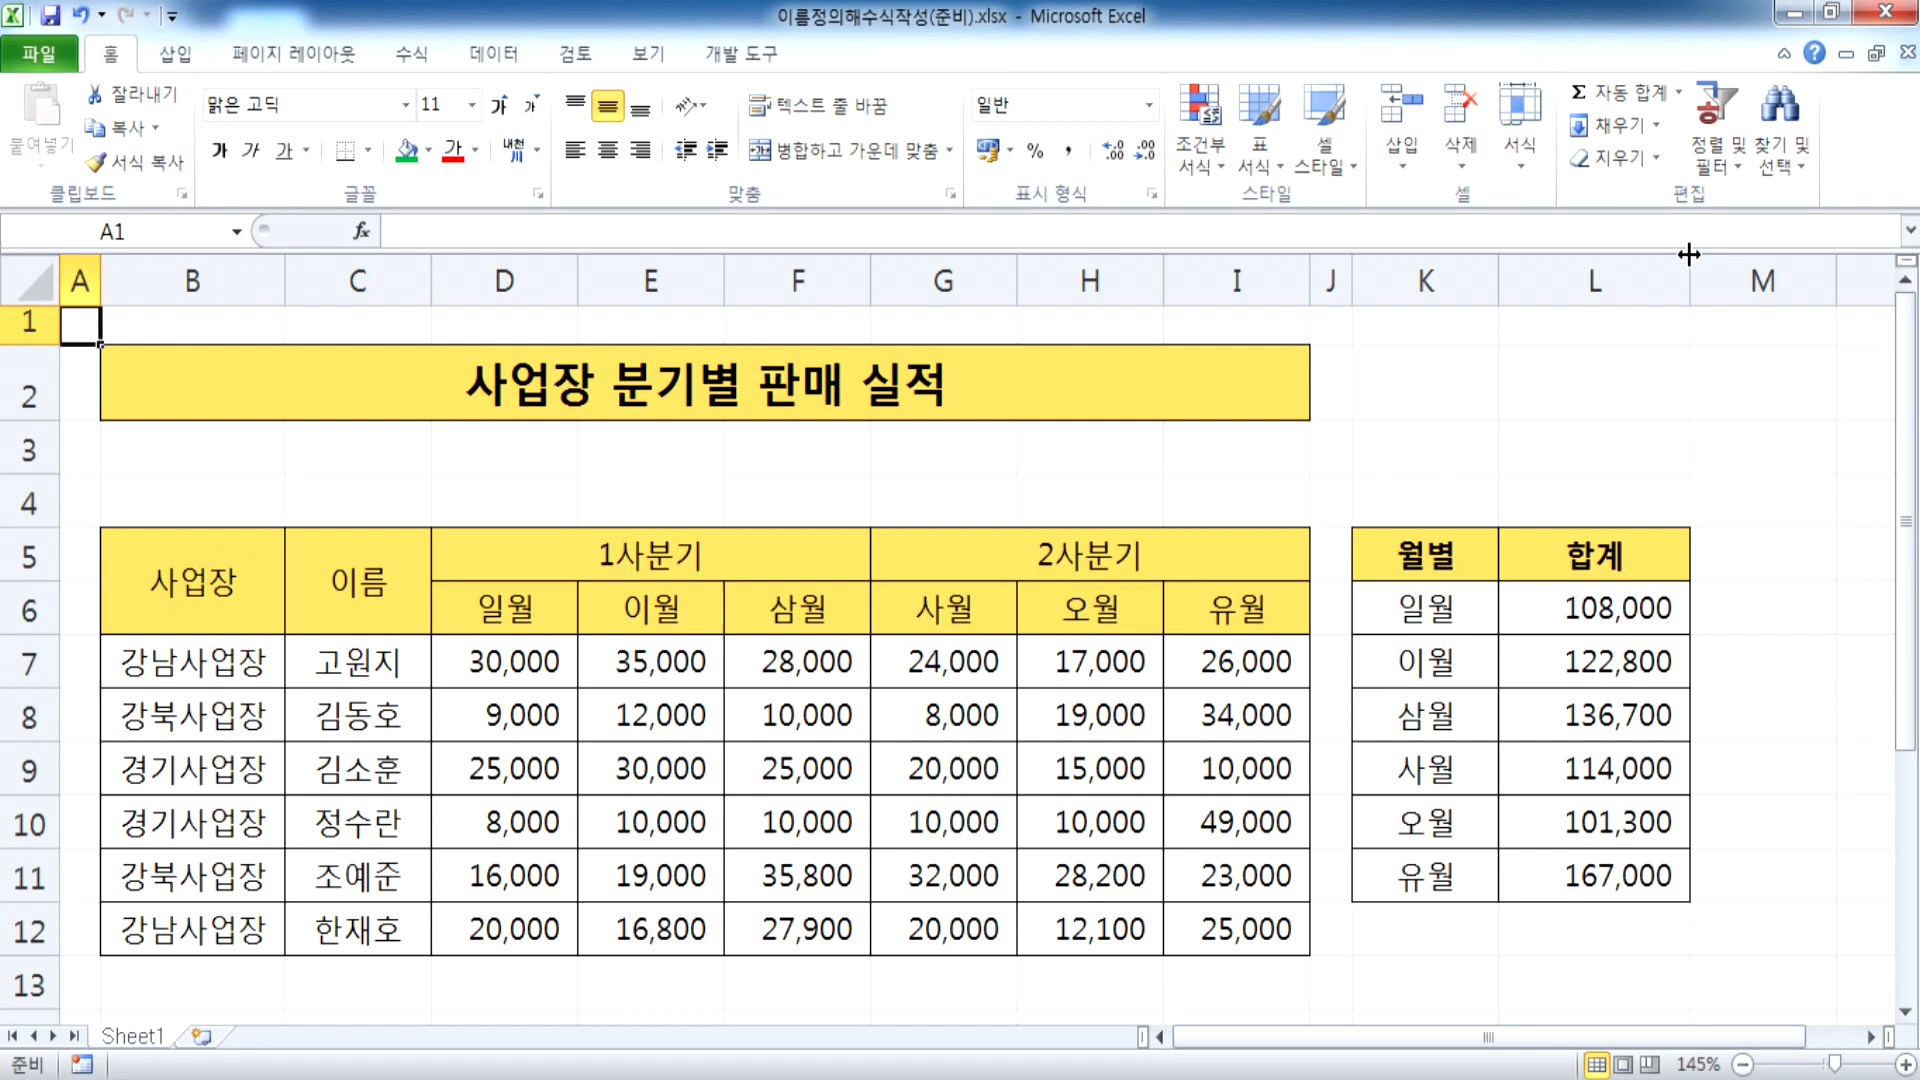 이름정의해수식작성(준비).xlsx - Microsoft Excel
파일 홈 삽입 페이지 레이아웃 수식 데이터 검토 보기 개발 도구
붙여넣기
잘라내기
복사
서식 복사
클립보드
맑은 고딕 11
가 가 가 가 내천
글꼴
텍스트 줄 바꿈
병합하고 가운데 맞춤
맞춤
일반
% ,
표시 형식
조건부 서식
표 서식
셀 스타일
스타일
삽입 삭제 서식
셀
Σ 자동 합계
채우기
지우기
정렬 및 필터
찾기 및 선택
편집
A1 fx
A B C D E F G H I J K L M
1
2 사업장 분기별 판매 실적
3
4
5 사업장 이름 1사분기 2사분기 월별 합계
6 일월 이월 삼월 사월 오월 유월 일월 108,000
7 강남사업장 고원지 30,000 35,000 28,000 24,000 17,000 26,000 이월 122,800
8 강북사업장 김동호 9,000 12,000 10,000 8,000 19,000 34,000 삼월 136,700
9 경기사업장 김소훈 25,000 30,000 25,000 20,000 15,000 10,000 사월 114,000
10 경기사업장 정수란 8,000 10,000 10,000 10,000 10,000 49,000 오월 101,300
11 강북사업장 조예준 16,000 19,000 35,800 32,000 28,200 23,000 유월 167,000
12 강남사업장 한재호 20,000 16,800 27,900 20,000 12,100 25,000
13
Sheet1
준비 145%